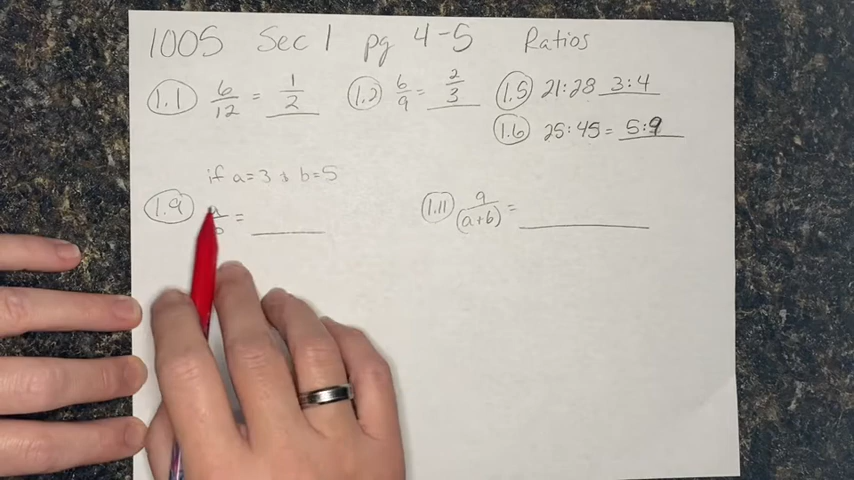 1005 Sec 1 pg 4-5 Ratios
1.1 6/12 = 1/2 1.2 6/9 = 2/3 1.5 21:28 3:4
1.6 25:45 = 5:9
if a=3 & b=5
1.9 = 1.11 9/(a+b) =